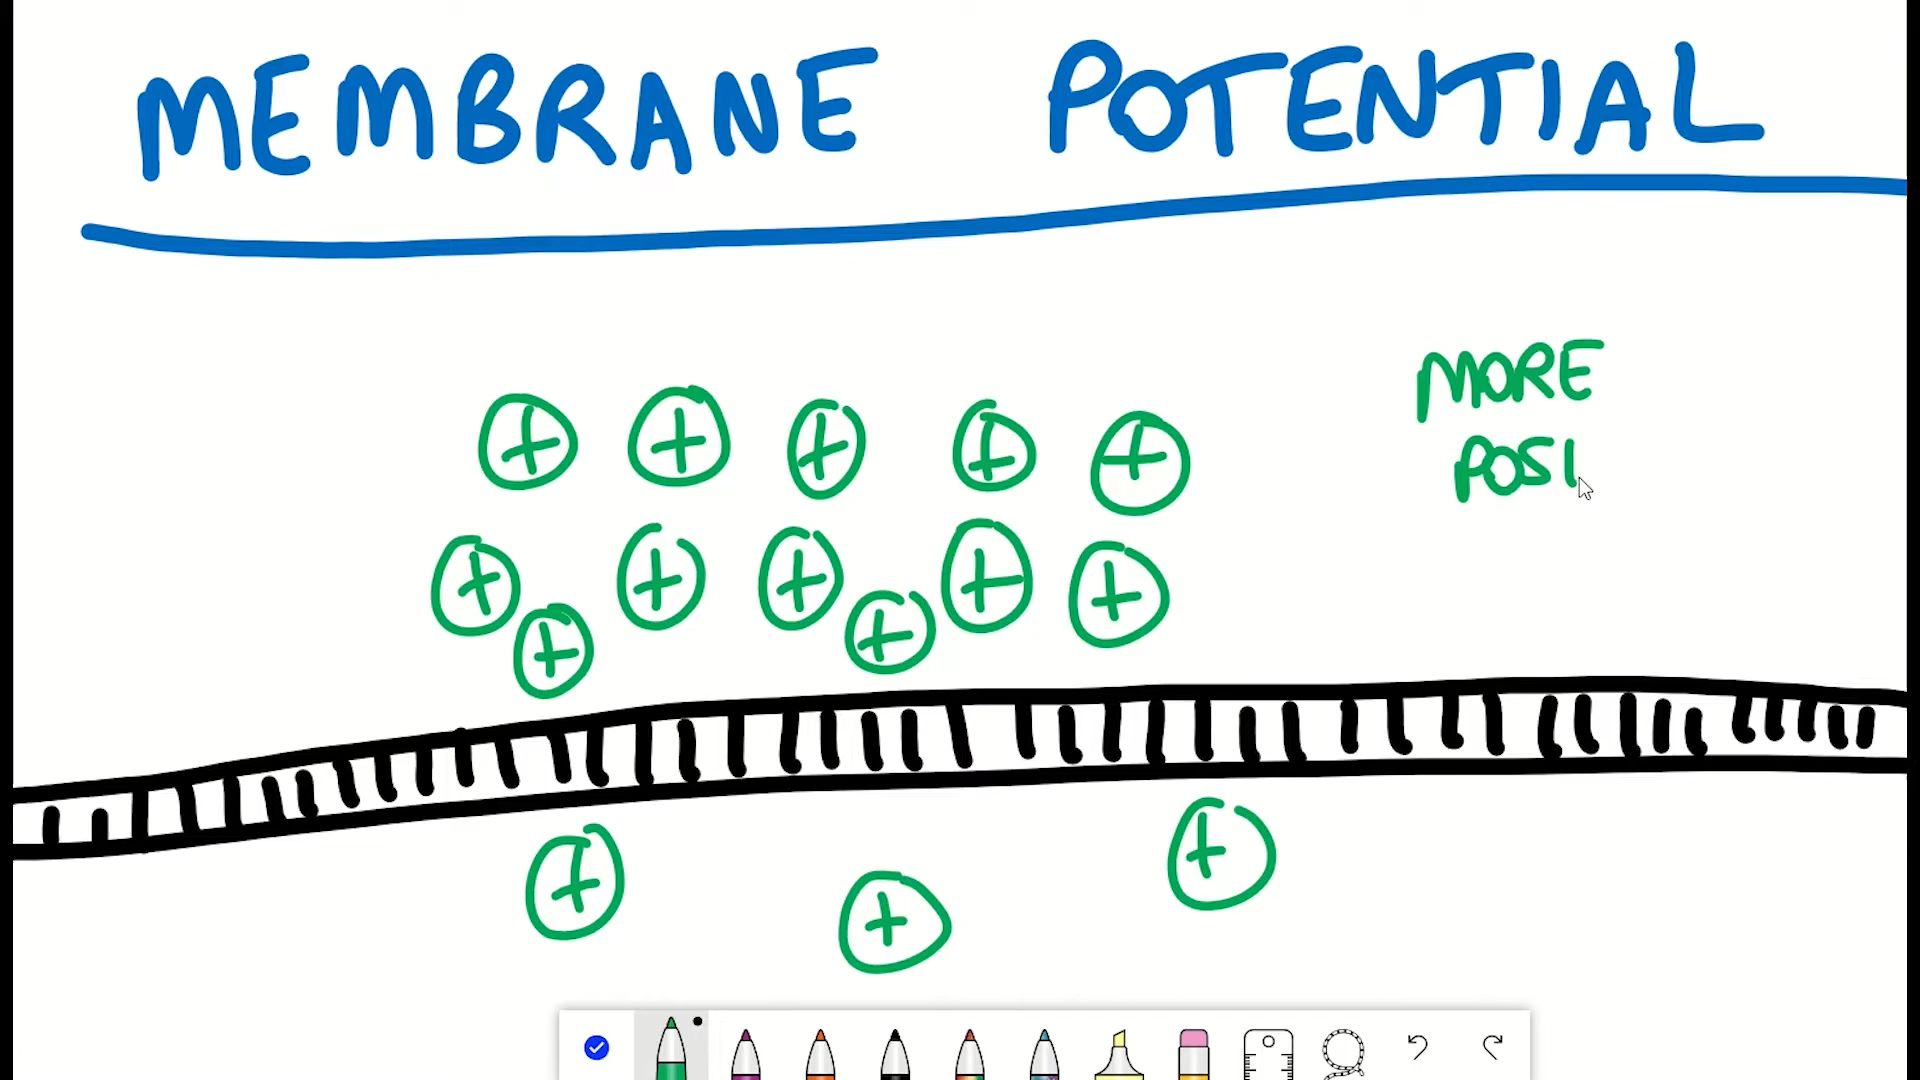 MEMBRANE POTENTIAL
MORE
POSI
+ + + + +
+ + + + +
+ +
+ + +